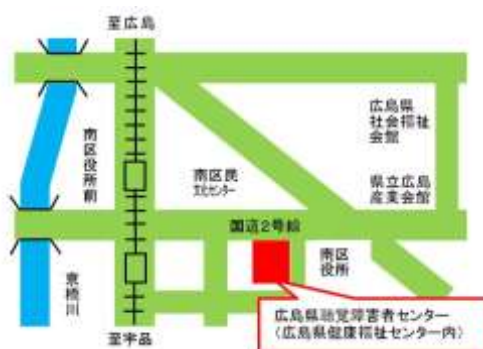 至広島
広島県
社会福祉
会館
南区役所前
南区民
文化センター
県立広島
産業会館
国道2号線
南区
役所
京橋川
広島県聴覚障害者センター
（広島県健康福祉センター内）
至宇品